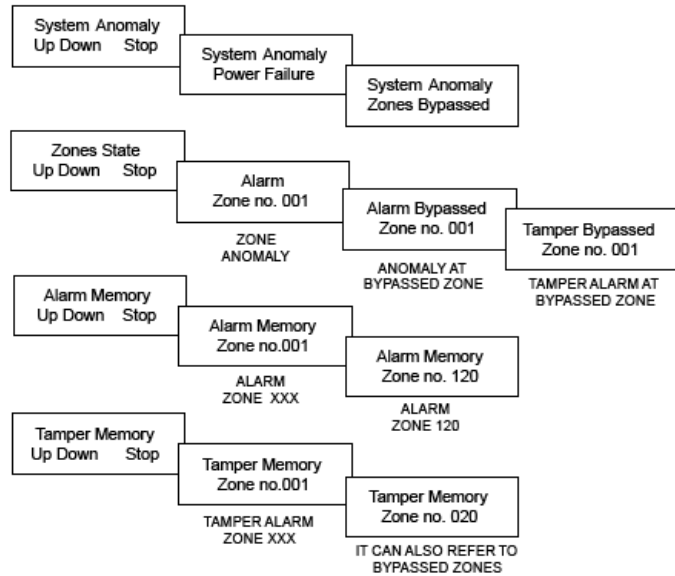 System Anomaly
Up Down Stop
System Anomaly
Power Failure
System Anomaly
Zones Bypassed
Zones State
Up Down Stop
Alarm
Zone no. 001
ZONE
ANOMALY
Alarm Bypassed
Zone no. 001
ANOMALY AT
BYPASSED ZONE
Tamper Bypassed
Zone no. 001
TAMPER ALARM AT
BYPASSED ZONE
Alarm Memory
Up Down Stop
Alarm Memory
Zone no.001
ALARM
ZONE XXX
Alarm Memory
Zone no. 120
ALARM
ZONE 120
Tamper Memory
Up Down Stop
Tamper Memory
Zone no.001
TAMPER ALARM
ZONE XXX
Tamper Memory
Zone no. 020
IT CAN ALSO REFER TO
BYPASSED ZONES